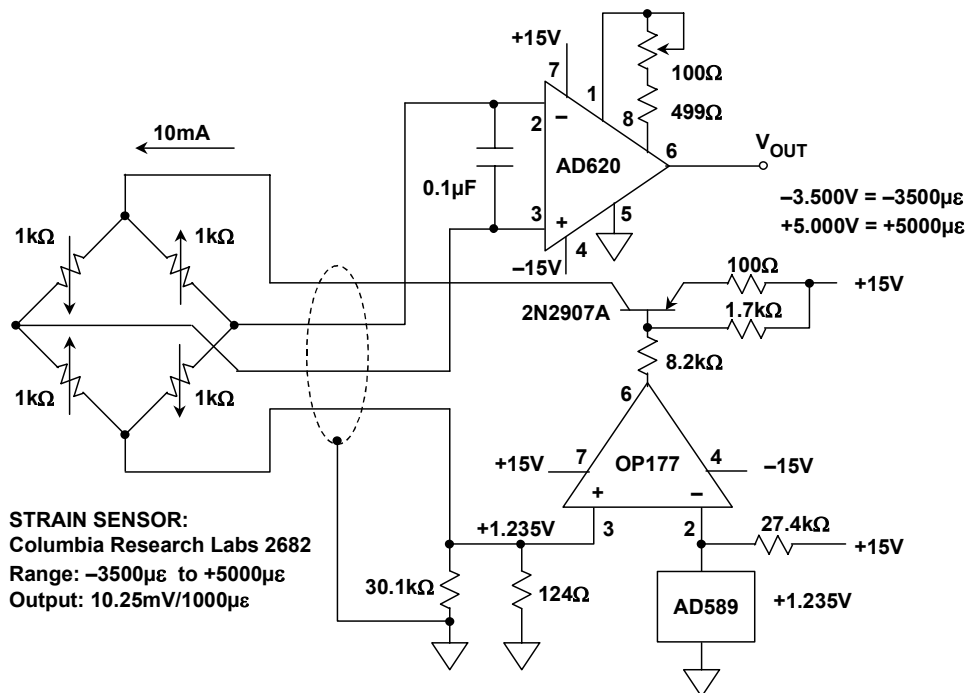 +15V
7
1
100Ω
499Ω
8
2
−
10mA
0.1µF
AD620
6
VOUT
3
+
5
4
−15V
−3.500V = −3500µε
+5.000V = +5000µε
1kΩ
1kΩ
1kΩ
1kΩ
100Ω
+15V
2N2907A
1.7kΩ
8.2kΩ
6
+15V
7
OP177
4
−15V
+
−
3
2
+1.235V
27.4kΩ
+15V
30.1kΩ
124Ω
AD589
+1.235V
STRAIN SENSOR:
Columbia Research Labs 2682
Range: −3500µε to +5000µε
Output: 10.25mV/1000µε